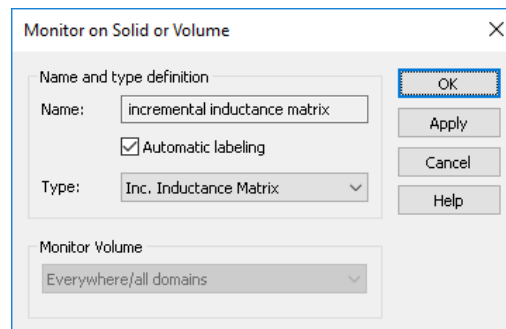 Monitor on Solid or Volume
Name and type definition
Name: incremental inductance matrix
Automatic labeling
Type: Inc. Inductance Matrix
Monitor Volume
Everywhere/all domains
OK
Apply
Cancel
Help